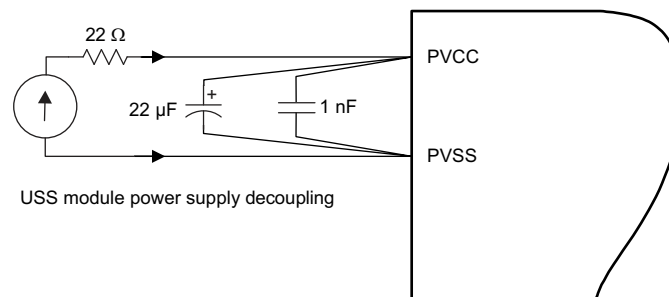 22 Ω
PVCC
+
22 µF
1 nF
PVSS
USS module power supply decoupling